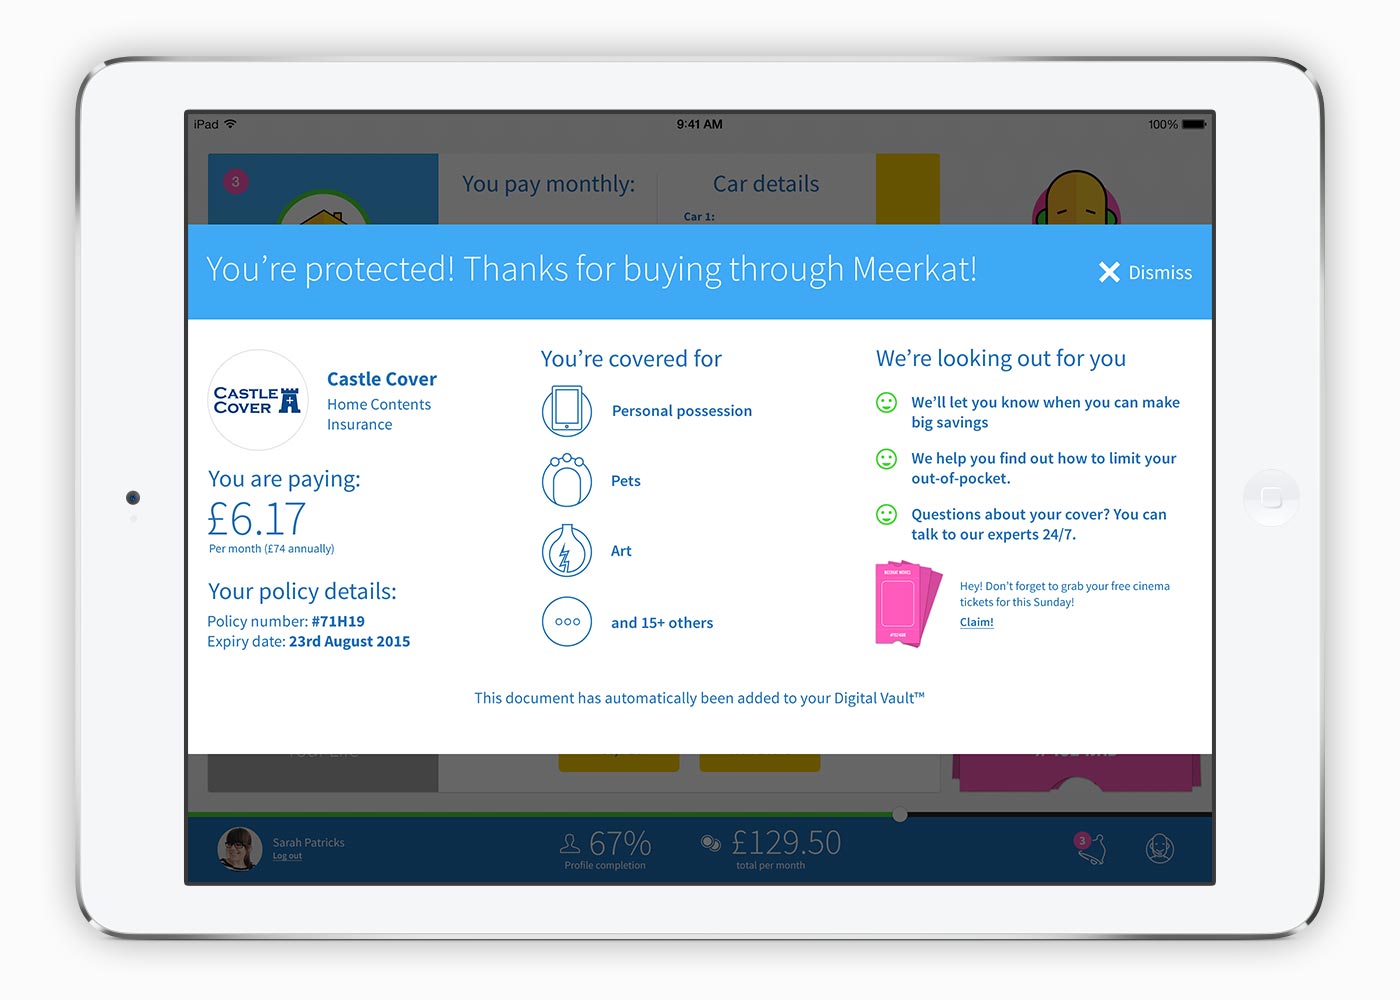 iPad
9:41 AM
100%
3
You pay monthly:
Car details
Car 1:
You're protected! Thanks for buying through Meerkat!
Dismiss
CASTLE
COVER
Castle Cover
Home Contents
Insurance
You are paying:
£6.17
Per month (£74 annually)
Your policy details:
Policy number: #71H19
Expiry date: 23rd August 2015
You're covered for
Personal possession
Pets
Art
and 15+ others
We're looking out for you
We'll let you know when you can make
big savings
We help you find out how to limit your
out-of-pocket.
Questions about your cover? You can
talk to our experts 24/7.
Hey! Don't forget to grab your free cinema
tickets for this Sunday!
Claim!
This document has automatically been added to your Digital Vault™
Sarah Patricks
Log out
67%
Profile completion
£129.50
total per month
3